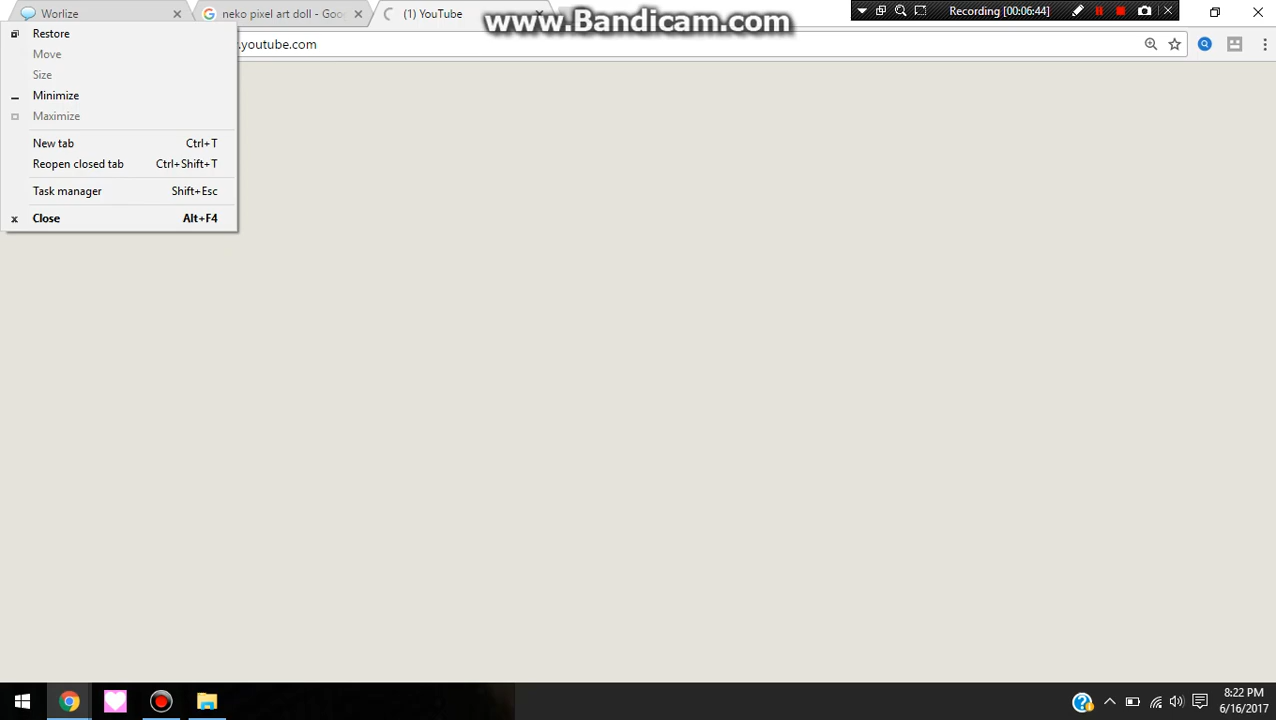 Worlize
neko pixel art doll - Goo
(1) YouTube
www.Bandicam.com
Recording [00:06:44]
.youtube.com
Restore
Move
Size
Minimize
Maximize
New tab Ctrl+T
Reopen closed tab Ctrl+Shift+T
Task manager Shift+Esc
Close Alt+F4
8:22 PM
6/16/2017